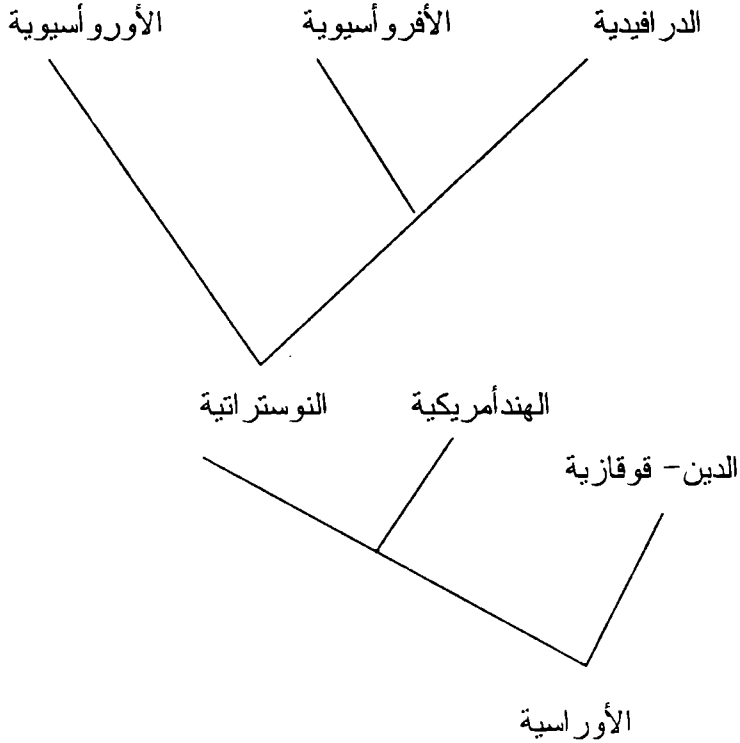 الدرافيدية الأفروأسيوية الأوروأسيوية
الهندأمريكية النوستراتية
الدين- قوقازية
الأوراسية